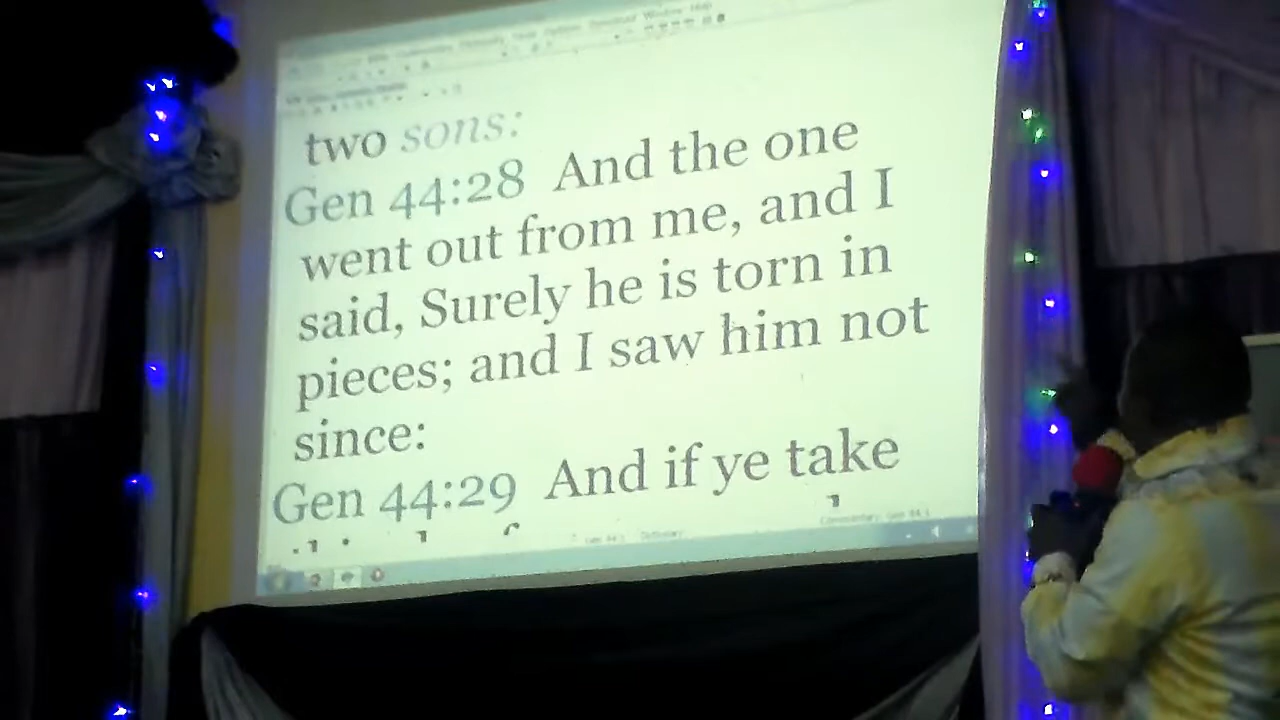 two sons:
Gen 44:28 And the one
went out from me, and I
said, Surely he is torn in
pieces; and I saw him not
since:
Gen 44:29 And if ye take